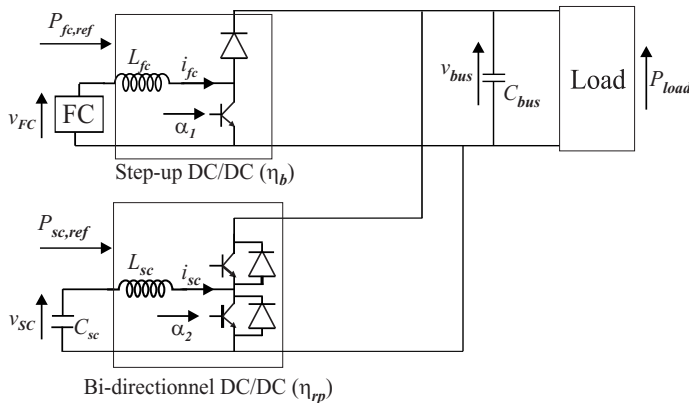 P_fc,ref
L_fc
i_fc
v_FC
FC
α_1
Step-up DC/DC (η_b)
v_bus
C_bus
Load
P_load
P_sc,ref
L_sc
i_sc
v_SC
C_sc
α_2
Bi-directionnel DC/DC (η_rp)